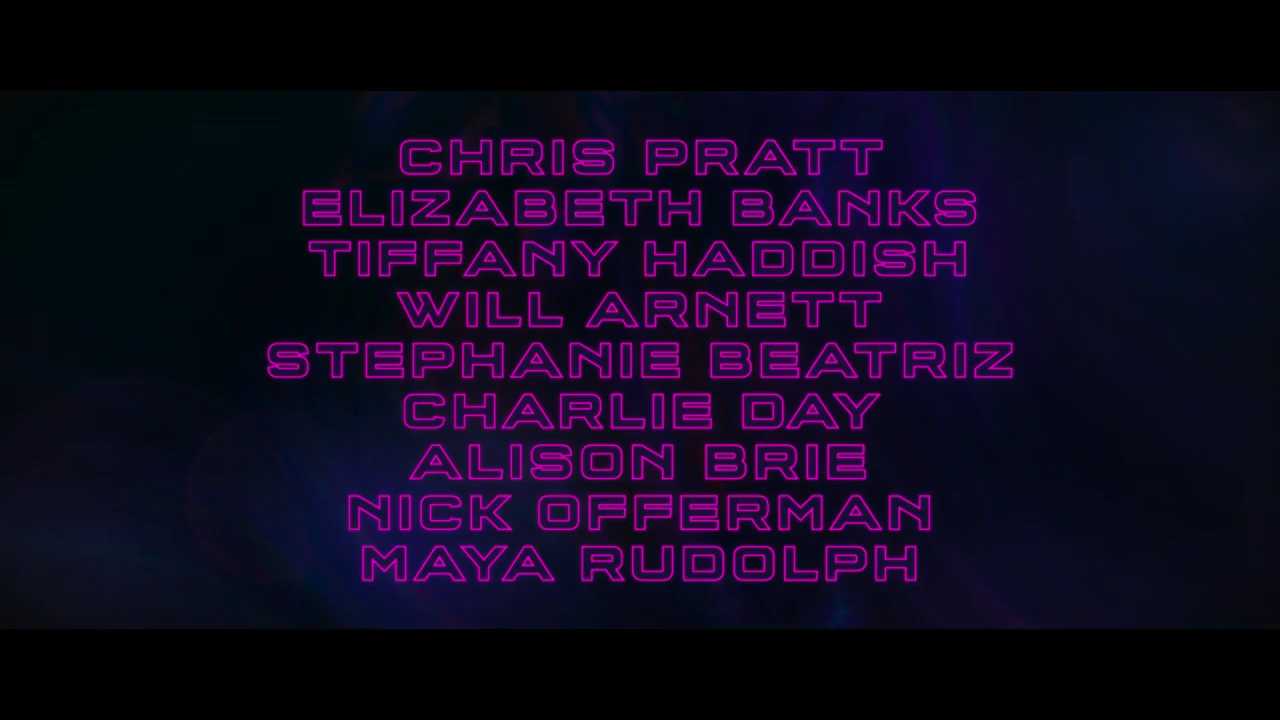 CHRIS PRATT
ELIZABETH BANKS
TIFFANY HADDISH
WILL ARNETT
STEPHANIE BEATRIZ
CHARLIE DAY
ALISON BRIE
NICK OFFERMAN
MAYA RUDOLPH